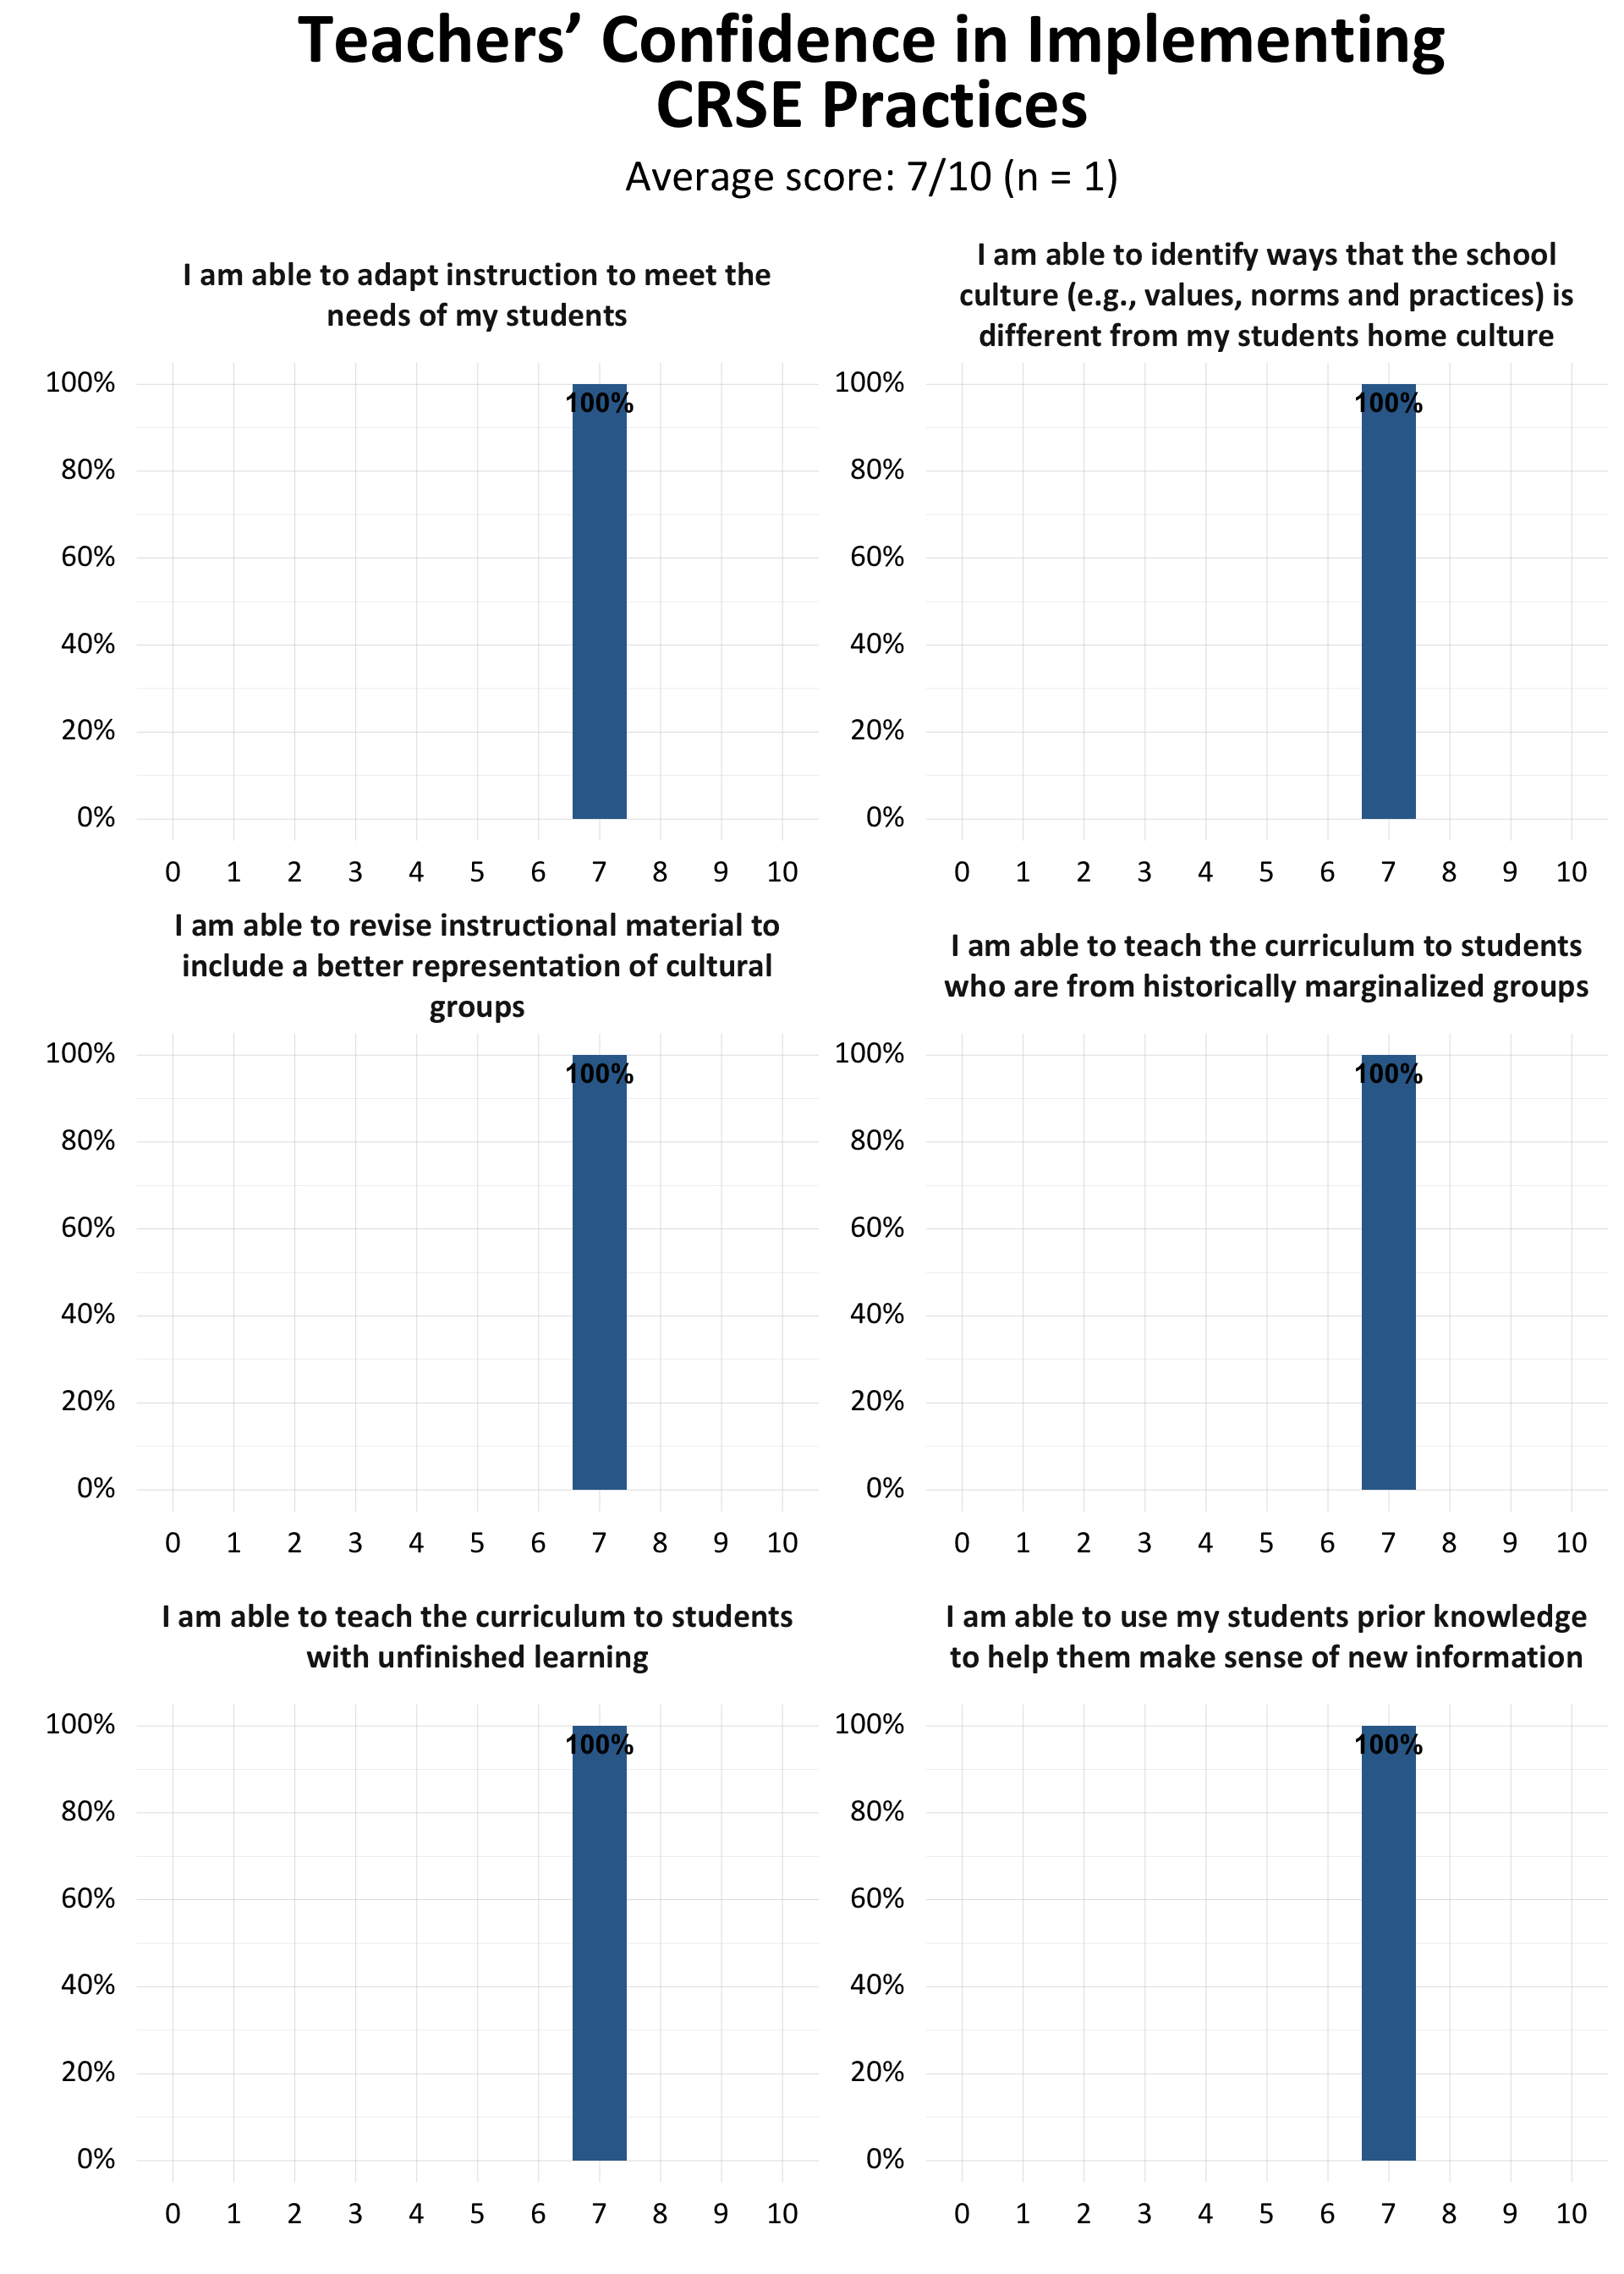 Teachers’ Confidence in Implementing
CRSE Practices
Average score: 7/10 (n = 1)
I am able to adapt instruction to meet the
needs of my students
100%
100%
80%
60%
40%
20%
0%
0 1 2 3 4 5 6 7 8 9 10
I am able to identify ways that the school
culture (e.g., values, norms and practices) is
different from my students home culture
100%
100%
80%
60%
40%
20%
0%
0 1 2 3 4 5 6 7 8 9 10
I am able to revise instructional material to
include a better representation of cultural
groups
100%
100%
80%
60%
40%
20%
0%
0 1 2 3 4 5 6 7 8 9 10
I am able to teach the curriculum to students
who are from historically marginalized groups
100%
100%
80%
60%
40%
20%
0%
0 1 2 3 4 5 6 7 8 9 10
I am able to teach the curriculum to students
with unfinished learning
100%
100%
80%
60%
40%
20%
0%
0 1 2 3 4 5 6 7 8 9 10
I am able to use my students prior knowledge
to help them make sense of new information
100%
100%
80%
60%
40%
20%
0%
0 1 2 3 4 5 6 7 8 9 10